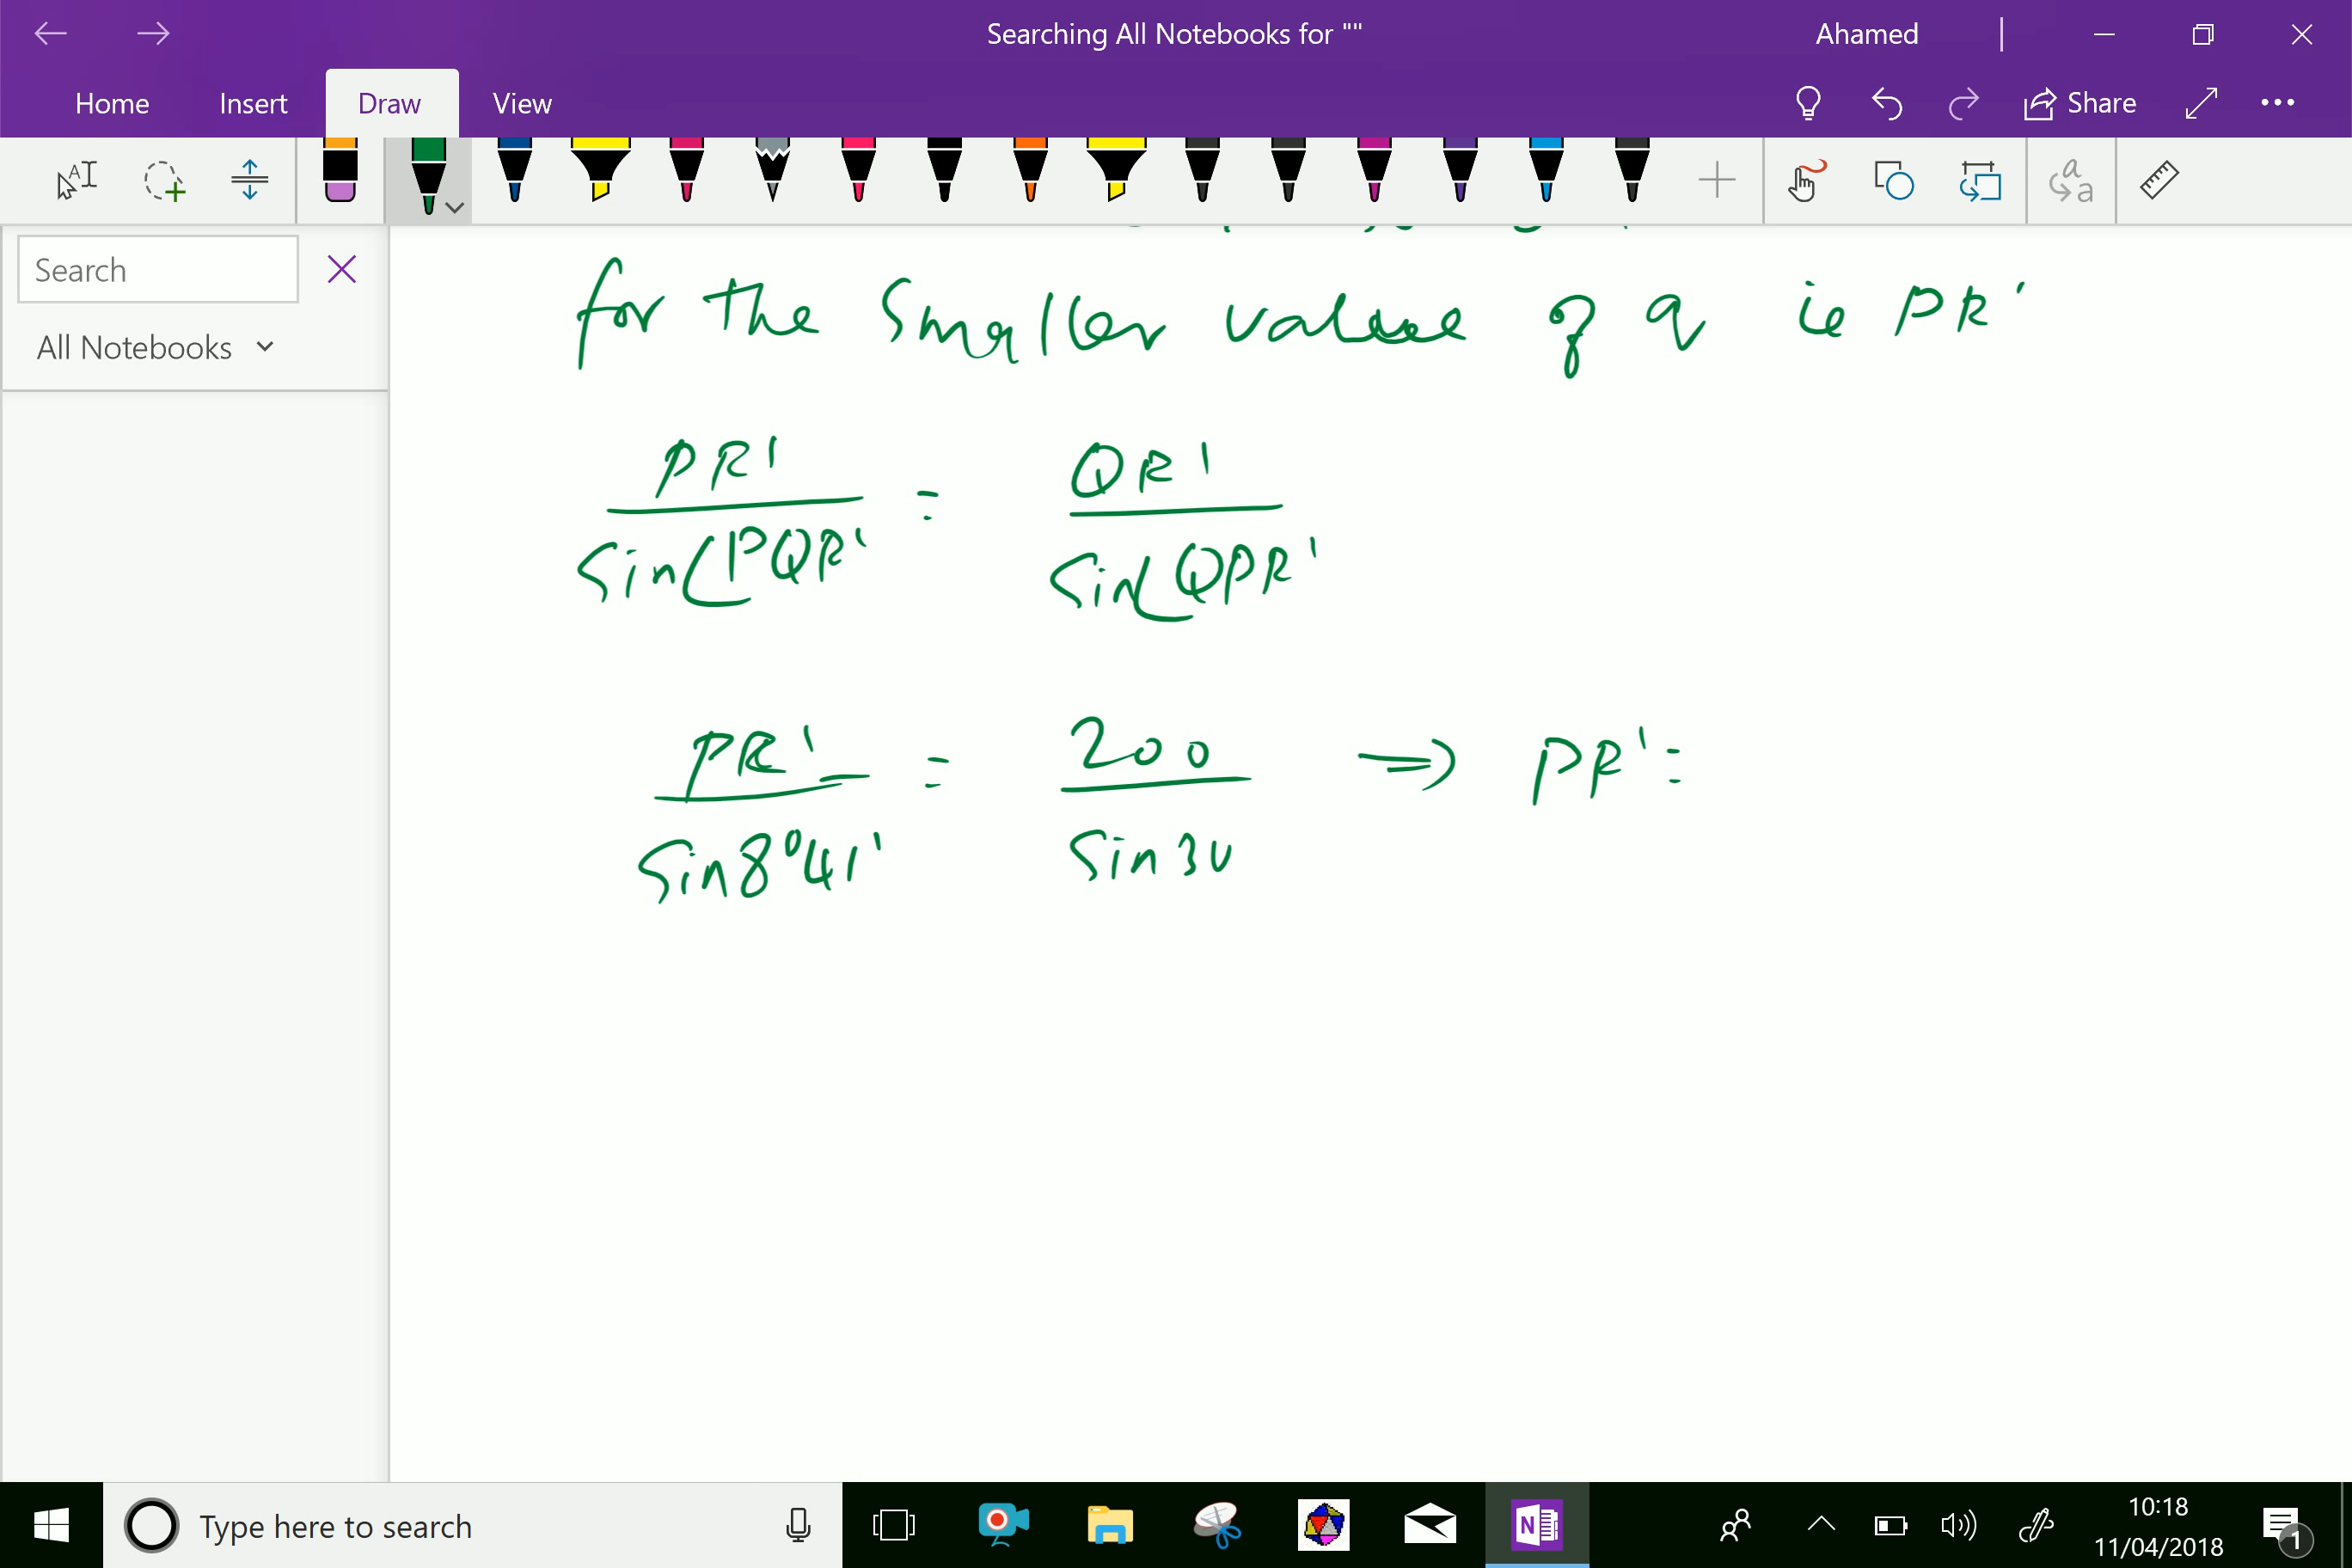 Searching All Notebooks for "" Ahamed
Home Insert Draw View Share
Search
All Notebooks
for the smaller value of q ie PR'
PR' / Sin∠PQR' = QR' / Sin∠QPR'
PR' / Sin 8°41' = 200 / Sin 30 ⇒ PR' =
Type here to search 10:18
11/04/2018 1